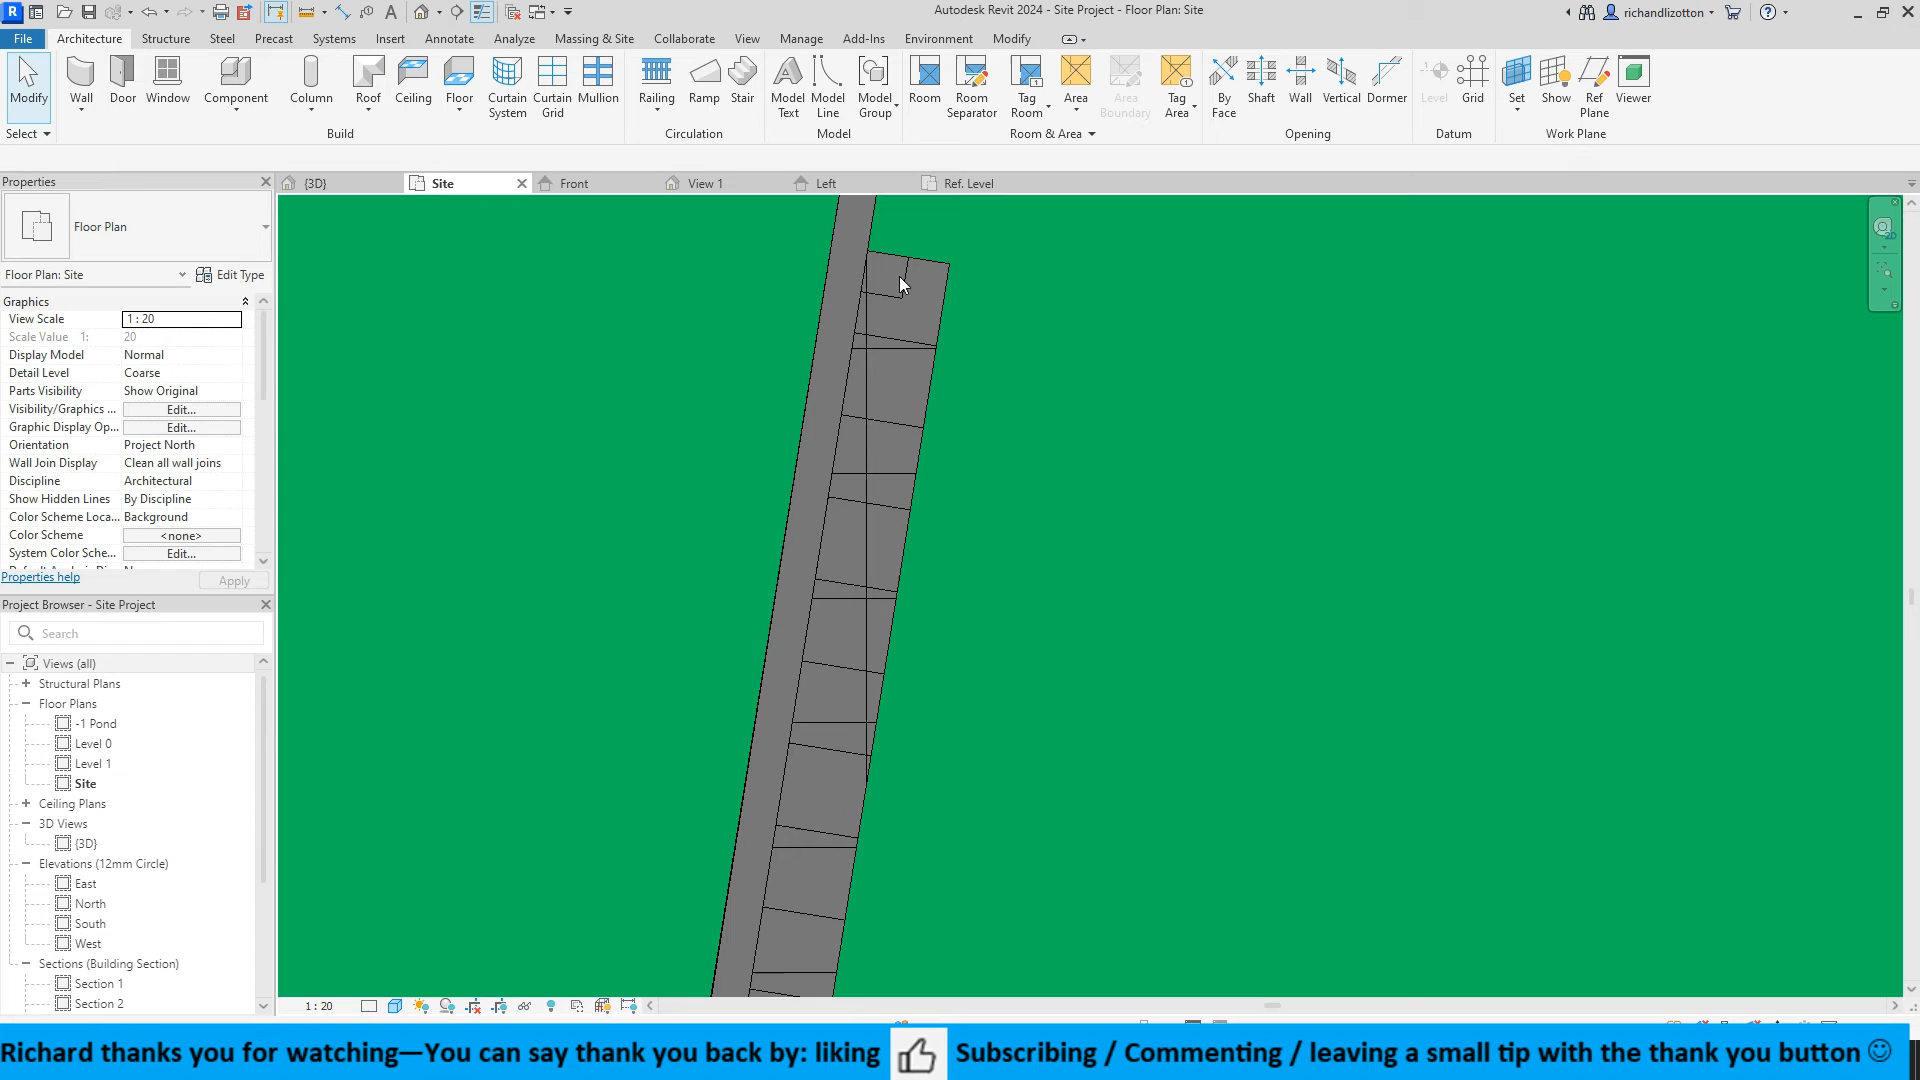 Autodesk Revit 2024 - Site Project - Floor Plan: Site
richandlizotton
File Architecture Structure Steel Precast Systems Insert Annotate Analyze Massing & Site Collaborate View Manage Add-Ins Environment Modify
Modify Wall Door Window Component Column Roof Ceiling Floor Curtain System Curtain Grid Mullion Railing Ramp Stair Model Text Model Line Model Group Room Room Separator Tag Room Area Area Boundary Tag Area By Face Shaft Wall Vertical Dormer Level Grid Set Show Ref Plane Viewer
Select Build Circulation Model Room & Area Opening Datum Work Plane
Properties
{3D} Site Front View 1 Left Ref. Level
Floor Plan
Floor Plan: Site Edit Type
Graphics
View Scale 1 : 20
Scale Value 1: 20
Display Model Normal
Detail Level Coarse
Parts Visibility Show Original
Visibility/Graphics ... Edit...
Graphic Display Op... Edit...
Orientation Project North
Wall Join Display Clean all wall joins
Discipline Architectural
Show Hidden Lines By Discipline
Color Scheme Loca... Background
Color Scheme <none>
System Color Sche... Edit...
Properties help Apply
Project Browser - Site Project
Search
Views (all)
Structural Plans
Floor Plans
-1 Pond
Level 0
Level 1
Site
Ceiling Plans
3D Views
{3D}
Elevations (12mm Circle)
East
North
South
West
Sections (Building Section)
Section 1
Section 2
1 : 20
Richard thanks you for watching—You can say thank you back by: liking Subscribing / Commenting / leaving a small tip with the thank you button ☺